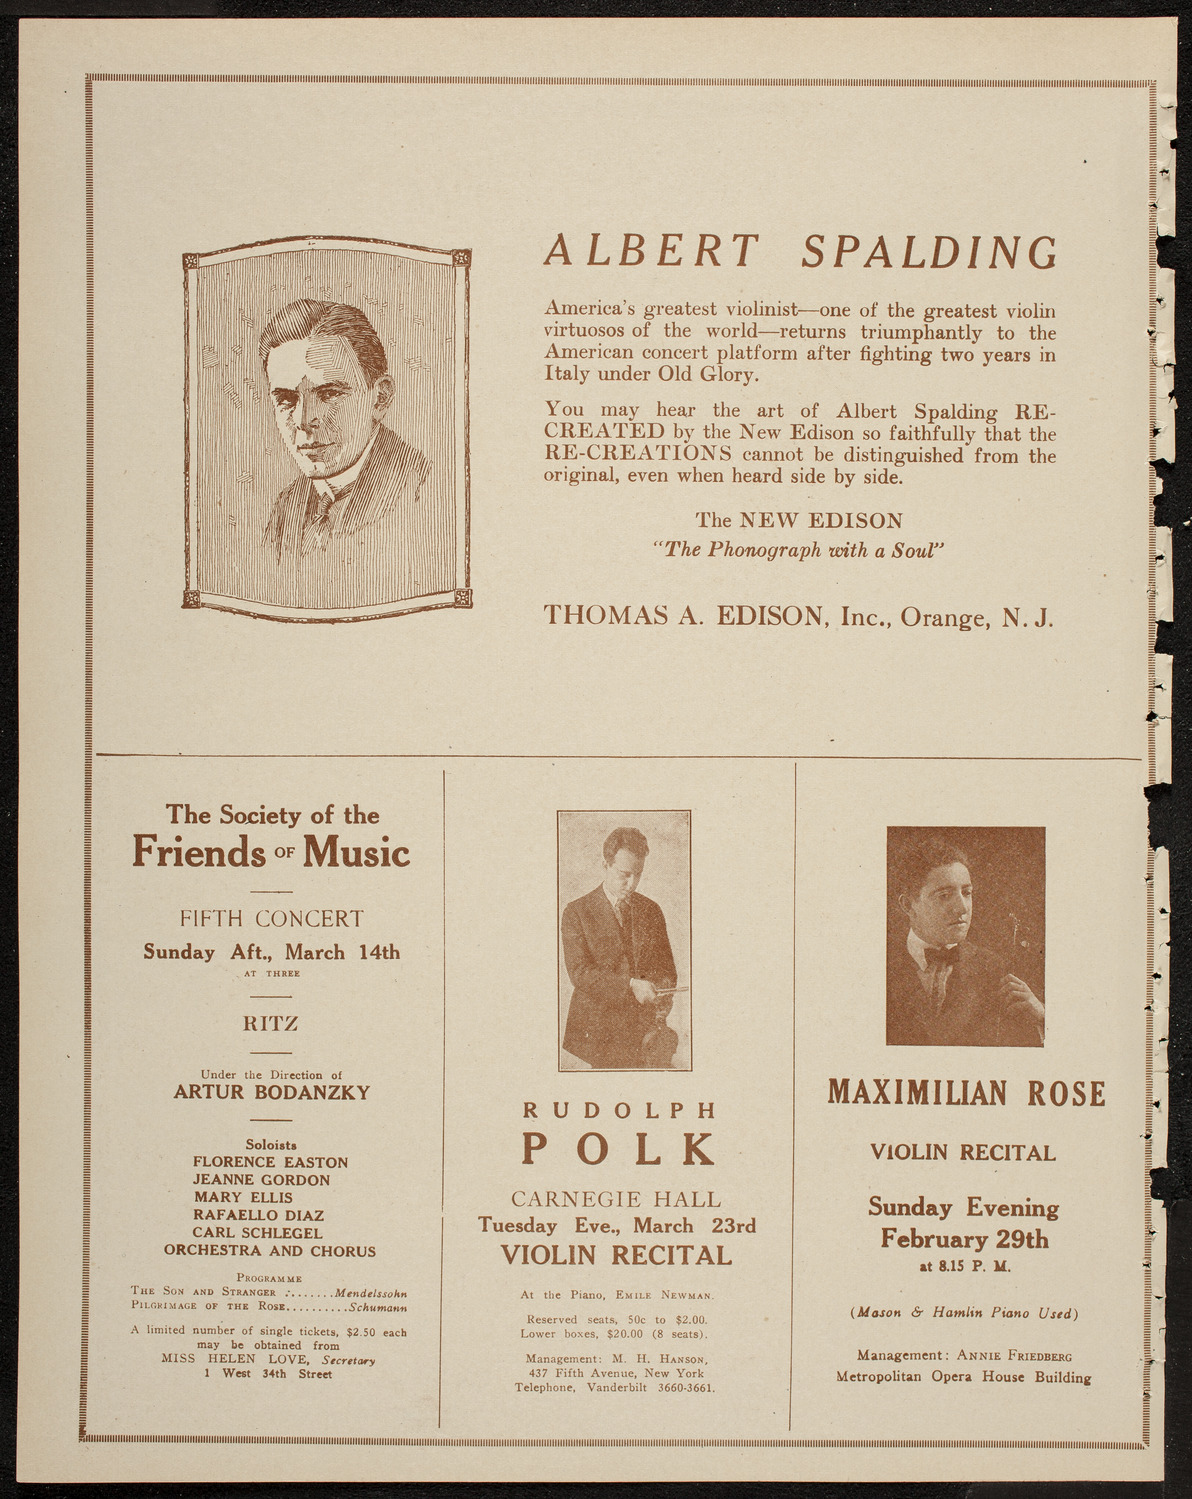 ALBERT SPALDING
America's greatest violinist—one of the greatest violin
virtuosos of the world—returns triumphantly to the
American concert platform after fighting two years in
Italy under Old Glory.
You may hear the art of Albert Spalding RE-
CREATED by the New Edison so faithfully that the
RE-CREATIONS cannot be distinguished from the
original, even when heard side by side.
The NEW EDISON
"The Phonograph with a Soul"
THOMAS A. EDISON, Inc., Orange, N. J.
The Society of the
Friends OF Music
FIFTH CONCERT
Sunday Aft., March 14th
AT THREE
RITZ
Under the Direction of
ARTUR BODANZKY
Soloists
FLORENCE EASTON
JEANNE GORDON
MARY ELLIS
RAFAELLO DIAZ
CARL SCHLEGEL
ORCHESTRA AND CHORUS
PROGRAMME
THE SON AND STRANGER .:.......Mendelssohn
PILGRIMAGE OF THE ROSE..........Schumann
A limited number of single tickets, $2.50 each
may be obtained from
MISS HELEN LOVE, Secretary
1 West 34th Street
RUDOLPH
POLK
CARNEGIE HALL
Tuesday Eve., March 23rd
VIOLIN RECITAL
At the Piano, EMILE NEWMAN.
Reserved seats, 50c to $2.00.
Lower boxes, $20.00 (8 seats).
Management: M. H. HANSON,
437 Fifth Avenue, New York
Telephone, Vanderbilt 3660-3661.
MAXIMILIAN ROSE
VIOLIN RECITAL
Sunday Evening
February 29th
at 8.15 P. M.
(Mason & Hamlin Piano Used)
Management: ANNIE FRIEDBERG
Metropolitan Opera House Building